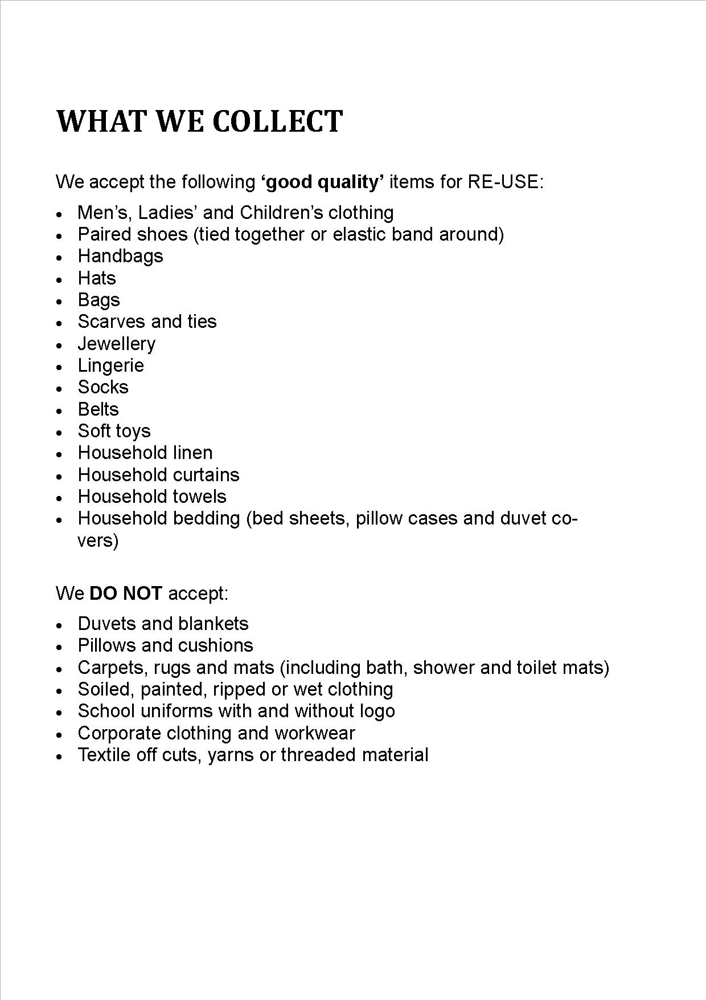 WHAT WE COLLECT
We accept the following ‘good quality’ items for RE-USE:
• Men’s, Ladies’ and Children’s clothing
• Paired shoes (tied together or elastic band around)
• Handbags
• Hats
• Bags
• Scarves and ties
• Jewellery
• Lingerie
• Socks
• Belts
• Soft toys
• Household linen
• Household curtains
• Household towels
• Household bedding (bed sheets, pillow cases and duvet co-
vers)
We DO NOT accept:
• Duvets and blankets
• Pillows and cushions
• Carpets, rugs and mats (including bath, shower and toilet mats)
• Soiled, painted, ripped or wet clothing
• School uniforms with and without logo
• Corporate clothing and workwear
• Textile off cuts, yarns or threaded material